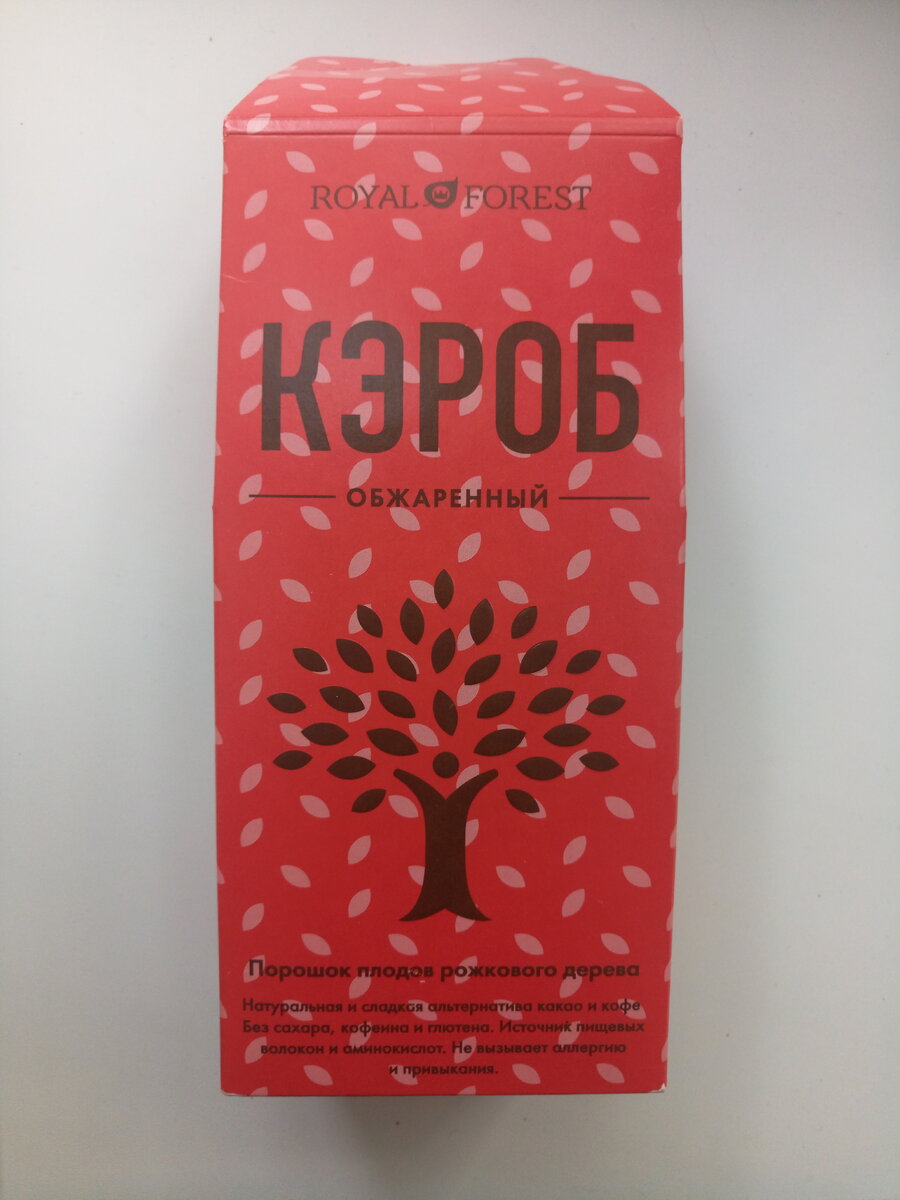 ROYAL FOREST
КЭРОБ
ОБЖАРЕННЫЙ
Порошок плодов рожкового дерева
Натуральная и сладкая альтернатива какао и кофе
Без сахара, кофеина и глютена. Источник пищевых
волокон и аминокислот. Не вызывает аллергию
и привыкания.